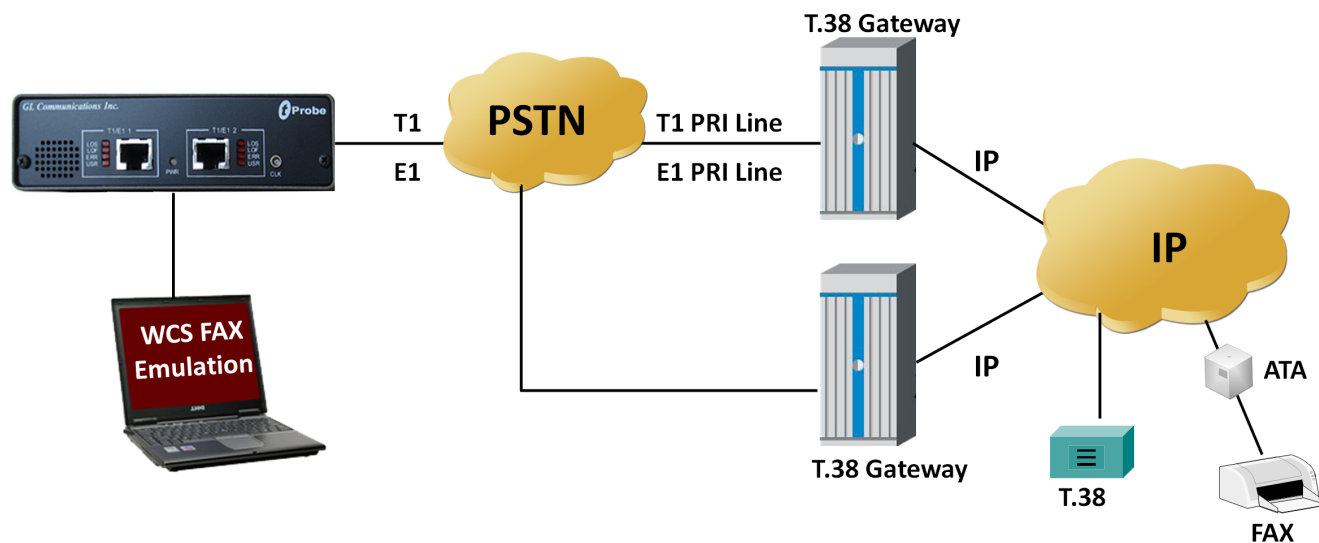 T.38 Gateway
GL Communications Inc.
tProbe
T1/E1 1
T1/E1 2
LOS
LOF
ERR
USR
LOS
LOF
ERR
USR
PWR
CLK
T1
E1
PSTN
T1 PRI Line
E1 PRI Line
IP
IP
WCS FAX
Emulation
IP
ATA
T.38 Gateway
T.38
FAX